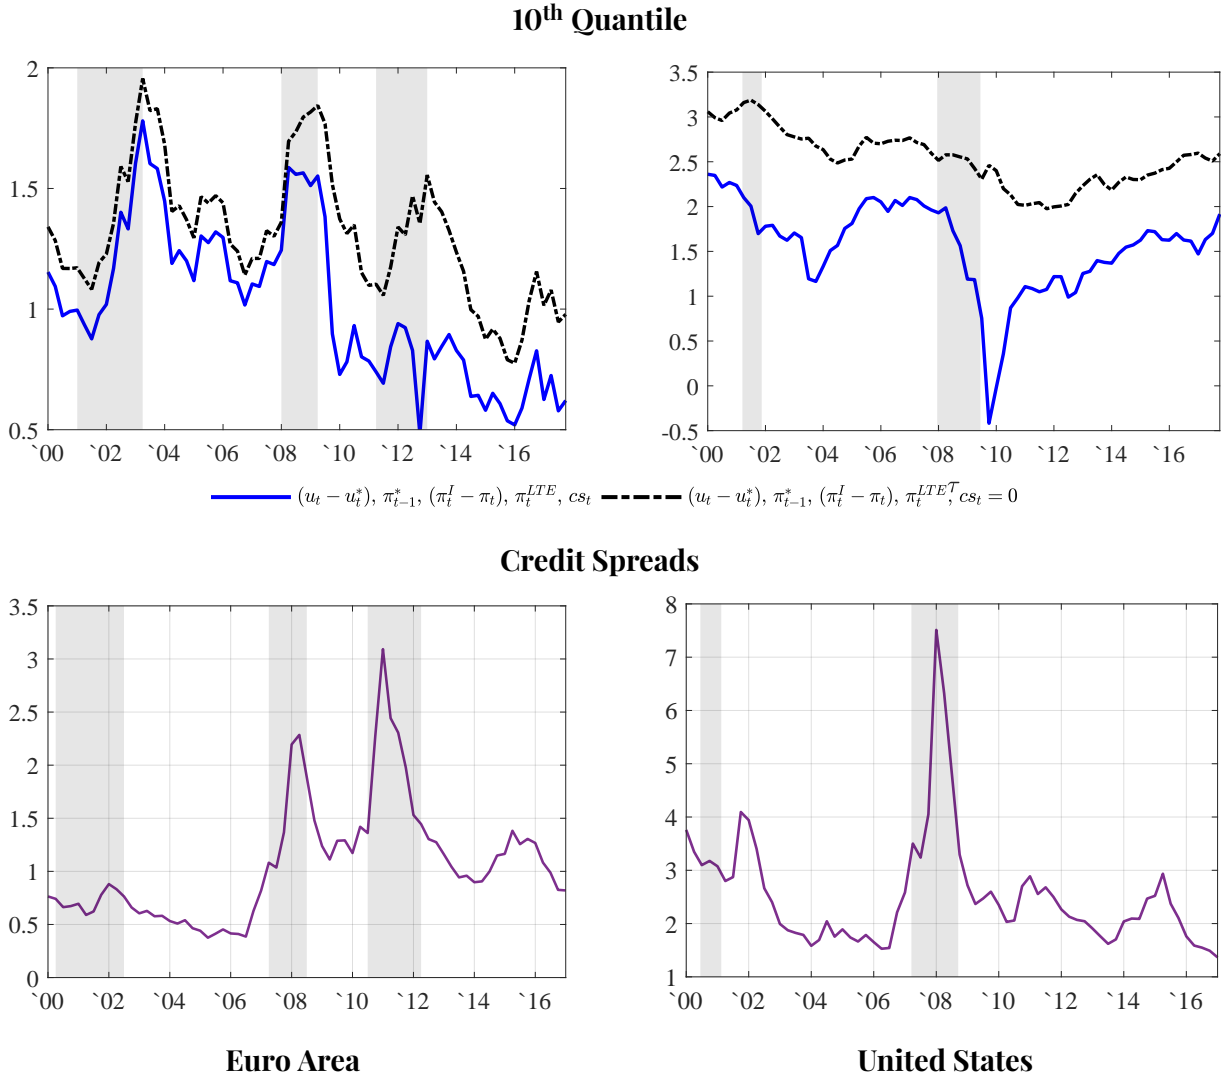 10th Quantile
2
1.5
1
0.5
`00 `02 `04 `06 `08 `10 `12 `14 `16
3.5
3
2.5
2
1.5
1
0.5
0
-0.5
`00 `02 `04 `06 `08 `10 `12 `14 `16
(u_t − u_t^*), π_{t−1}^*, (π_t^I − π_t), π_t^{LTE}, cs_t
(u_t − u_t^*), π_{t−1}^*, (π_t^I − π_t), π_t^{LTE τ}, cs_t = 0
Credit Spreads
3.5
3
2.5
2
1.5
1
0.5
0
`00 `02 `04 `06 `08 `10 `12 `14 `16
8
7
6
5
4
3
2
1
`00 `02 `04 `06 `08 `10 `12 `14 `16
Euro Area
United States